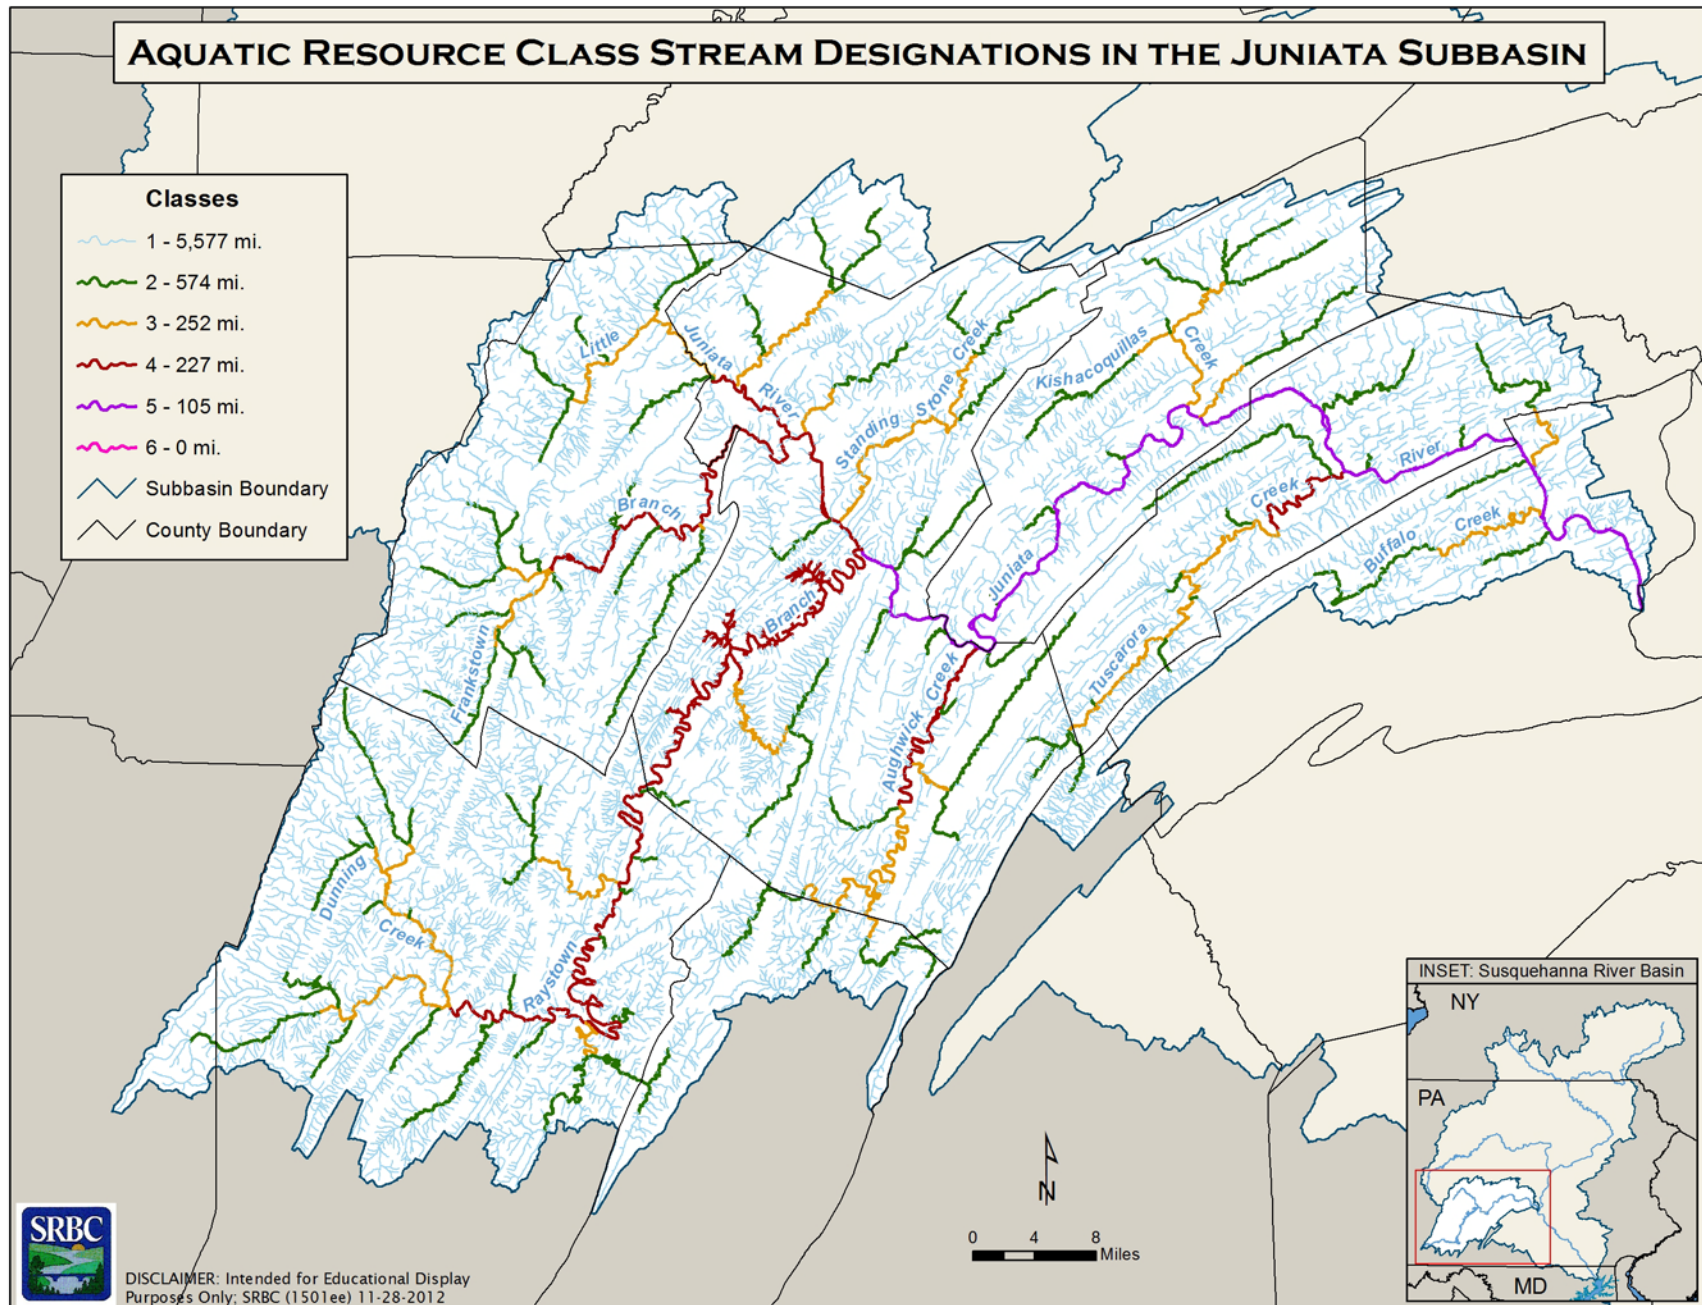 AQUATIC RESOURCE CLASS STREAM DESIGNATIONS IN THE JUNIATA SUBBASIN
Classes
1 - 5,577 mi.
2 - 574 mi.
3 - 252 mi.
4 - 227 mi.
5 - 105 mi.
6 - 0 mi.
Subbasin Boundary
County Boundary
Little
Juniata
River
Standing
Stone
Creek
Kishacoquillas
Creek
Branch
Frankstown
Branch
Juniata
River
Creek
Tuscarora
Buffalo
Creek
Aughwick
Creek
Dunning
Creek
Raystown
N
0 4 8
Miles
INSET: Susquehanna River Basin
NY
PA
MD
SRBC
DISCLAIMER: Intended for Educational Display
Purposes Only; SRBC (1501ee) 11-28-2012